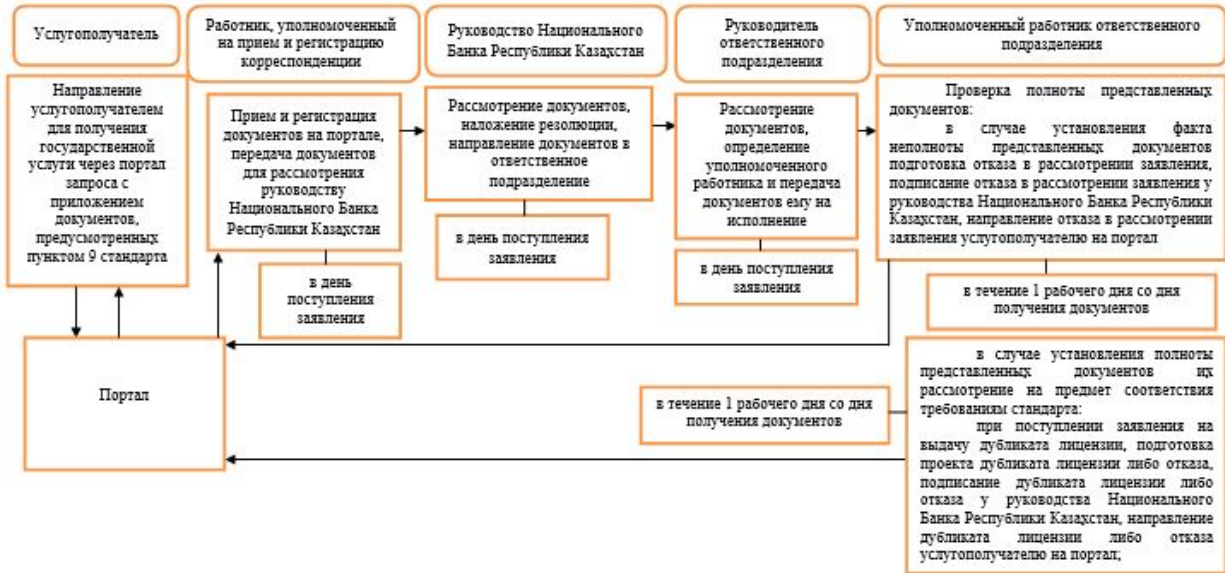 Услугополучатель
Работник, уполномоченный
на прием и регистрацию
корреспонденции
Руководство Национального
Банка Республики Казахстан
Руководитель
ответственного
подразделения
Уполномоченный работник ответственного
подразделения
Направление
услугополучателем
для получения
государственной
услуги через портал
запроса с
приложением
документов,
предусмотренных
пунктом 9 стандарта
Прием и регистрация
документов на портале,
передача документов
для рассмотрения
руководству
Национального Банка
Республики Казахстан
Рассмотрение документов,
наложение резолюции,
направление документов в
ответственное
подразделение
Рассмотрение
документов,
определение
уполномоченного
работника и передача
документов ему на
исполнение
Проверка полноты представленных
документов:
в случае установления факта
неполноты представленных документов
подготовка отказа в рассмотрении заявления,
подписание отказа в рассмотрении заявления у
руководства Национального Банка Республики
Казахстан, направление отказа в рассмотрении
заявления услугополучателю на портал
в день
поступления
заявления
в день поступления
заявления
в день поступления
заявления
в течение 1 рабочего дня со дня
получения документов
Портал
в течение 1 рабочего дня со дня
получения документов
в случае установления полноты
представленных документов их
рассмотрение на предмет соответствия
требованиям стандарта:
при поступлении заявления на
выдачу дубликата лицензии, подготовка
проекта дубликата лицензии либо отказа,
подписание дубликата лицензии либо
отказа у руководства Национального
Банка Республики Казахстан, направление
дубликата лицензии либо отказа
услугополучателю на портал;